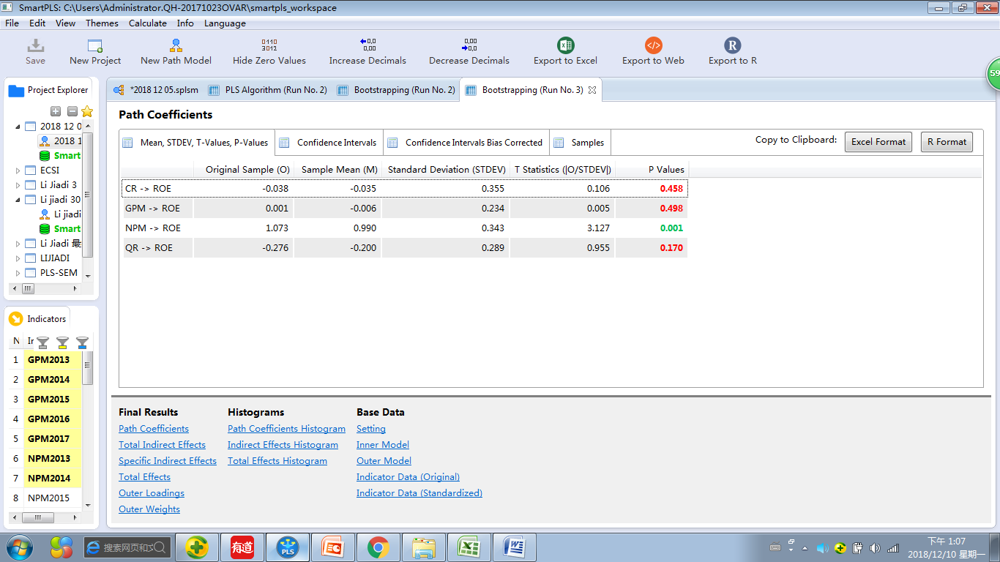 SmartPLS: C:\Users\Administrator.QH-20171023OVAR\smartpls_workspace
File Edit View Themes Calculate Info Language
Save New Project New Path Model Hide Zero Values Increase Decimals Decrease Decimals Export to Excel Export to Web Export to R
Project Explorer
2018 12 0
2018 1
Smart
ECSI
Li Jiadi 3
Li jiadi 30
Li jiadi
Smart
Li Jiadi 最
LIJIADI
PLS-SEM
Indicators
N Ir
1 GPM2013
2 GPM2014
3 GPM2015
4 GPM2016
5 GPM2017
6 NPM2013
7 NPM2014
8 NPM2015
*2018 12 05.splsm PLS Algorithm (Run No. 2) Bootstrapping (Run No. 2) Bootstrapping (Run No. 3)
Path Coefficients
Mean, STDEV, T-Values, P-Values Confidence Intervals Confidence Intervals Bias Corrected Samples Copy to Clipboard: Excel Format R Format
Original Sample (O) Sample Mean (M) Standard Deviation (STDEV) T Statistics (|O/STDEV|) P Values
CR -> ROE -0.038 -0.035 0.355 0.106 0.458
GPM -> ROE 0.001 -0.006 0.234 0.005 0.498
NPM -> ROE 1.073 0.990 0.343 3.127 0.001
QR -> ROE -0.276 -0.200 0.289 0.955 0.170
Final Results Histograms Base Data
Path Coefficients Path Coefficients Histogram Setting
Total Indirect Effects Indirect Effects Histogram Inner Model
Specific Indirect Effects Total Effects Histogram Outer Model
Total Effects Indicator Data (Original)
Outer Loadings Indicator Data (Standardized)
Outer Weights
59
搜索网页和文
有道
PLS
下午 1:07
2018/12/10 星期一